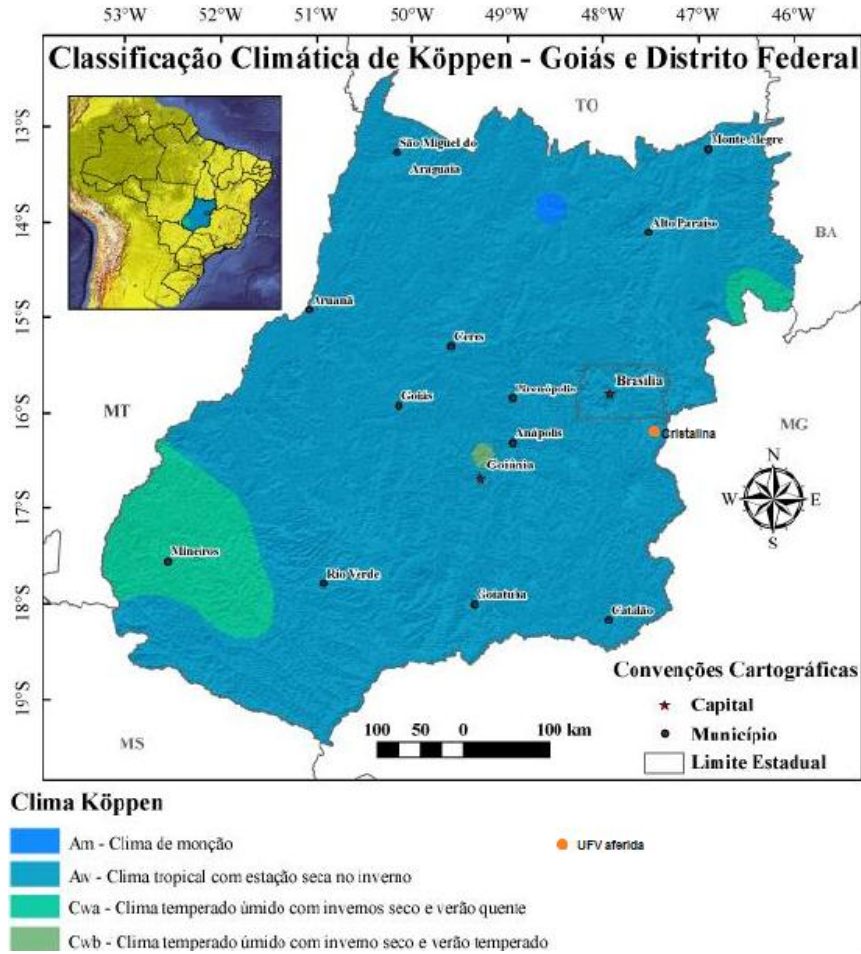 53°W 52°W 51°W 50°W 49°W 48°W 47°W 46°W
Classificação Climática de Köppen - Goiás e Distrito Federal
TO
13°S
São Miguel do
Araguaia
Monte Alegre
14°S
Alto Paraíso
BA
Aruanã
15°S
Ceres
Pirenópolis
Brasília
Goiás
16°S
MT
MG
Anápolis
Cristalina
Goiânia
N
W E
S
17°S
Mineiros
Rio Verde
Goiatuba
18°S
Catalão
Convenções Cartográficas
19°S
Capital
Município
MS
100 50 0 100 km
Limite Estadual
Clima Köppen
Am - Clima de monção
UFV aferida
Aw - Clima tropical com estação seca no inverno
Cwa - Clima temperado úmido com invernos seco e verão quente
Cwb - Clima temperado úmido com inverno seco e verão temperado